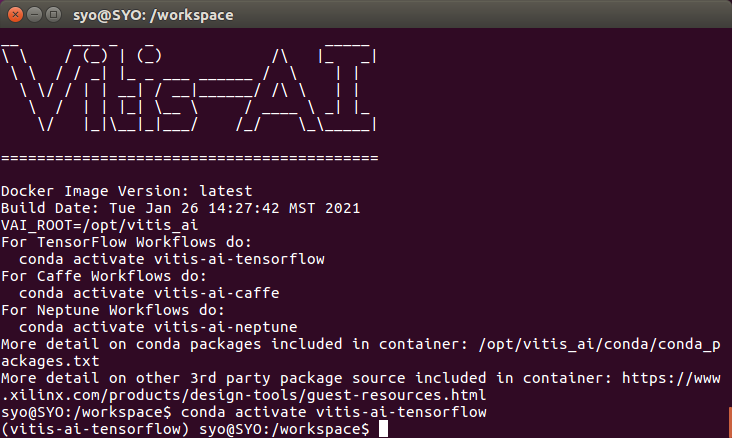 syo@SYO: /workspace
Vitis-AI
==========================================
Docker Image Version: latest
Build Date: Tue Jan 26 14:27:42 MST 2021
VAI_ROOT=/opt/vitis_ai
For TensorFlow Workflows do:
  conda activate vitis-ai-tensorflow
For Caffe Workflows do:
  conda activate vitis-ai-caffe
For Neptune Workflows do:
  conda activate vitis-ai-neptune
More detail on conda packages included in container: /opt/vitis_ai/conda/conda_p
ackages.txt
More detail on other 3rd party package source included in container: https://www
.xilinx.com/products/design-tools/guest-resources.html
syo@SYO:/workspace$ conda activate vitis-ai-tensorflow
(vitis-ai-tensorflow) syo@SYO:/workspace$